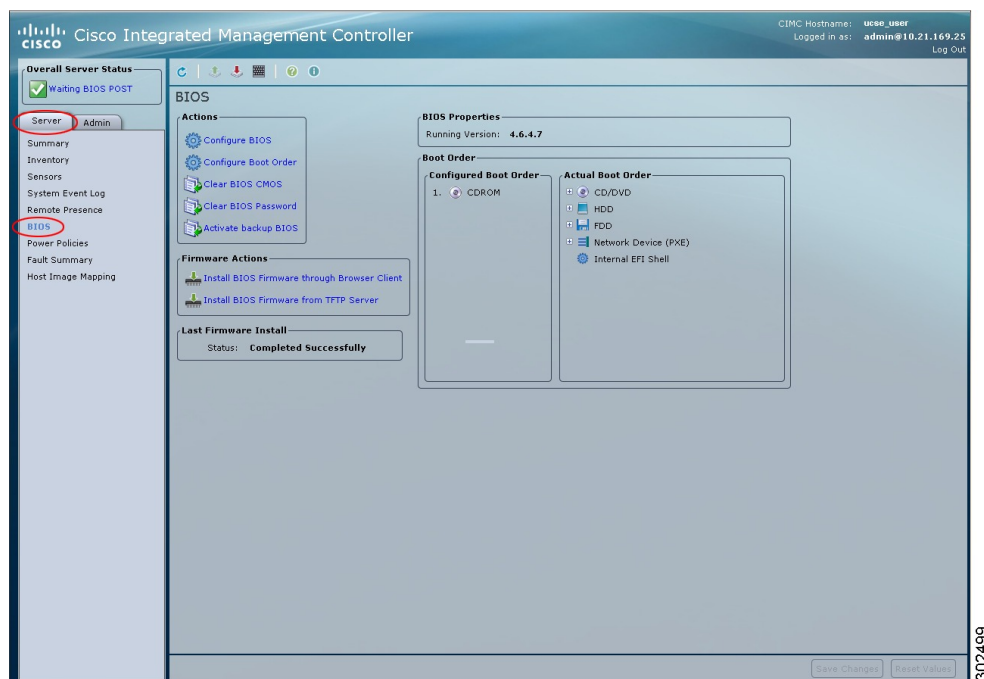 CISCO
Cisco Integrated Management Controller
CIMC Hostname: ucse_user
Logged in as: admin@10.21.169.25
Log Out
Overall Server Status
Waiting BIOS POST
Server Admin
Summary
Inventory
Sensors
System Event Log
Remote Presence
BIOS
Power Policies
Fault Summary
Host Image Mapping
BIOS
Actions
Configure BIOS
Configure Boot Order
Clear BIOS CMOS
Clear BIOS Password
Activate backup BIOS
Firmware Actions
Install BIOS Firmware through Browser Client
Install BIOS Firmware from TFTP Server
Last Firmware Install
Status: Completed Successfully
BIOS Properties
Running Version: 4.6.4.7
Boot Order
Configured Boot Order
1. CDROM
Actual Boot Order
CD/DVD
HDD
FDD
Network Device (PXE)
Internal EFI Shell
Save Changes Reset Values
302499